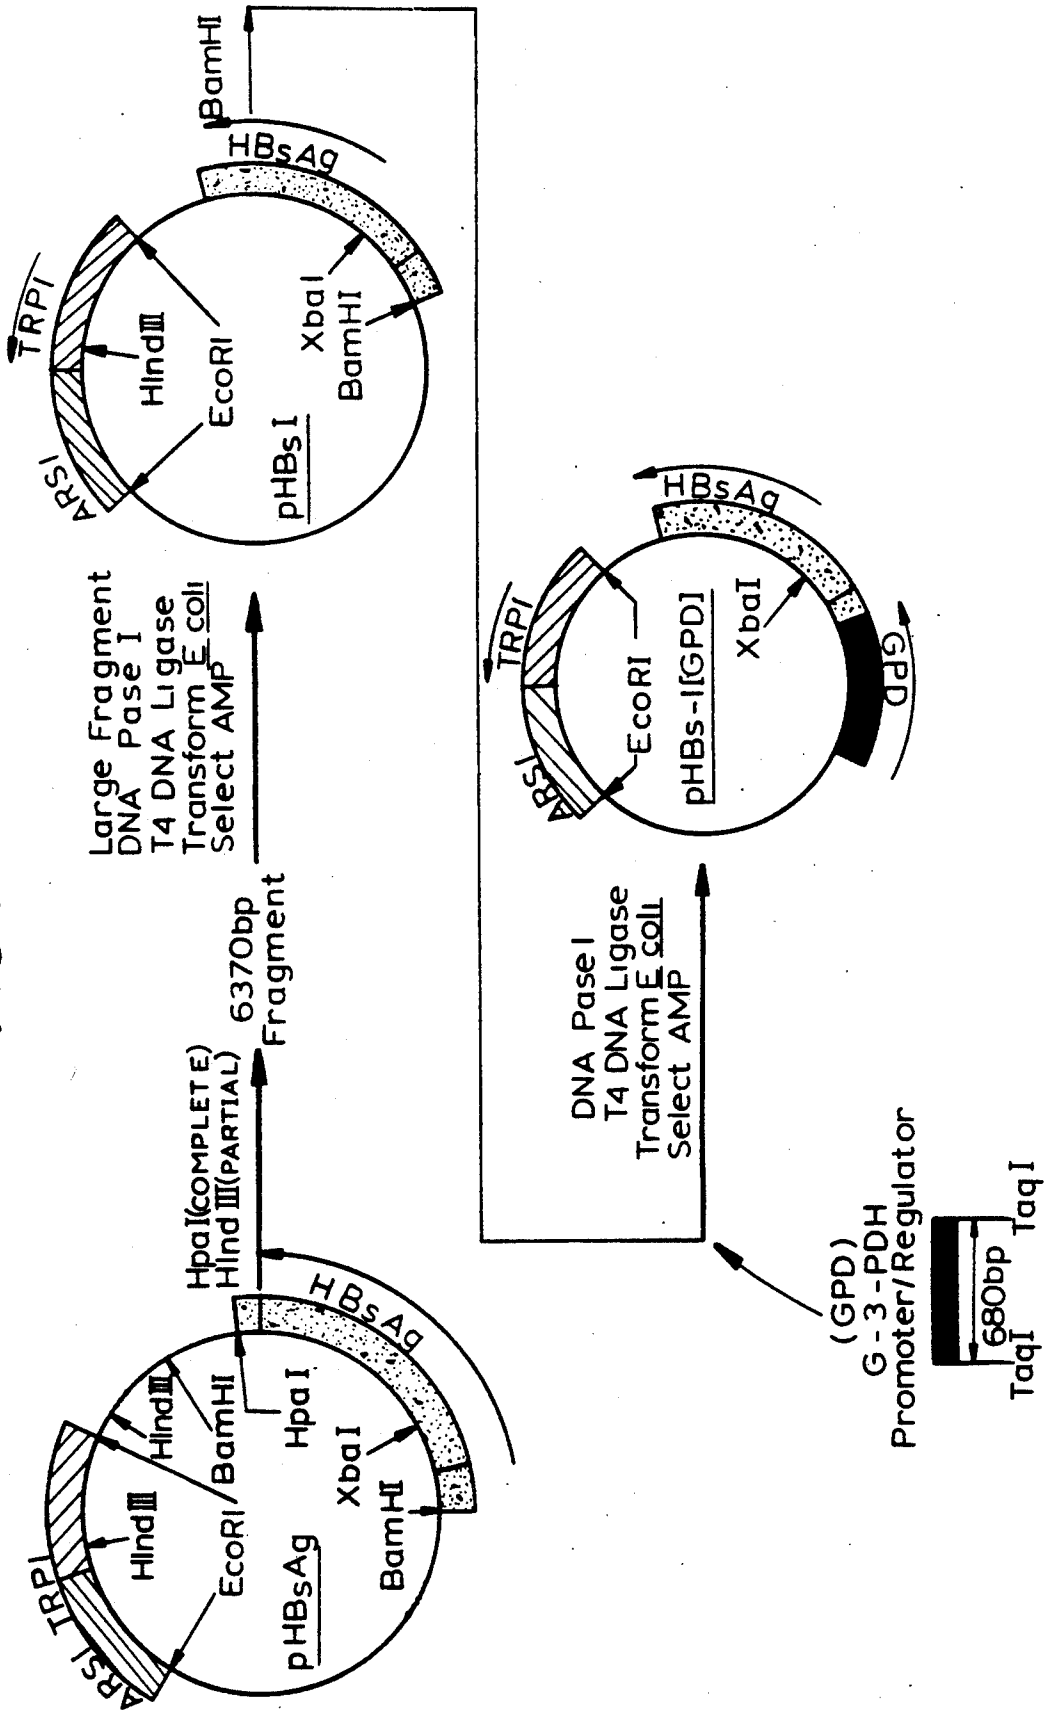 ARSI
TRPI
HindIII
HindIII
EcoRI
BamHI
HpaI
XbaI
BamHI
pHBsAg
HBsAg
HpaI(COMPLETE)
HindIII(PARTIAL)
6370bp
Fragment
Large Fragment
DNA Pase I
T4 DNA Ligase
Transform E coli
Select AMP
ARSI
TRPI
HindIII
EcoRI
XbaI
BamHI
pHBsI
HBsAg
BamHI
(GPD)
G-3-PDH
Promoter/Regulator
680bp
TaqI
TaqI
DNA PaseI
T4 DNA Ligase
Transform E coli
Select AMP
ARSI
TRPI
EcoRI
pHBs-I[GPD]
XbaI
HBsAg
GPD